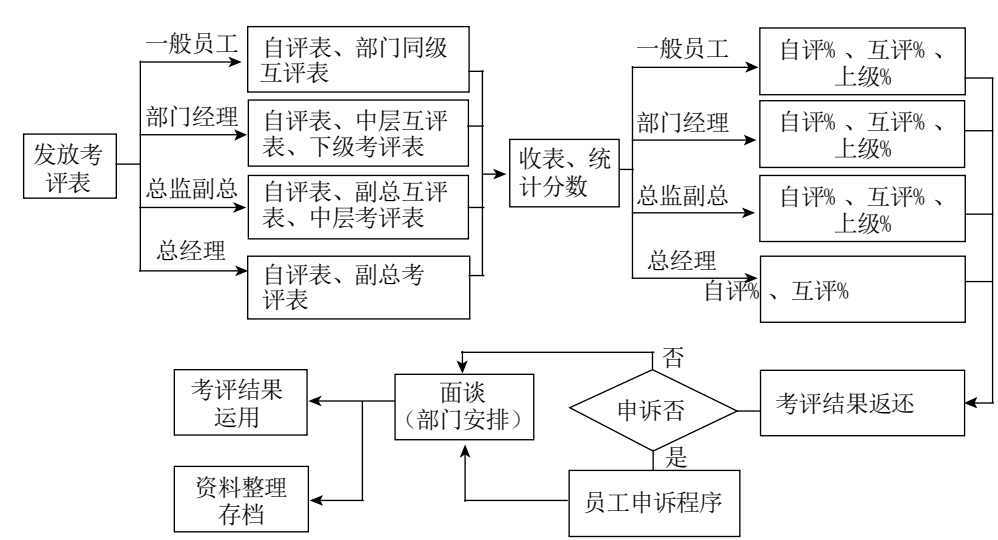 发放考
评表
一般员工
自评表、部门同级
互评表
部门经理
自评表、中层互评
表、下级考评表
总监副总
自评表、副总互评
表、中层考评表
总经理
自评表、副总考
评表
收表、统
计分数
一般员工
自评%、互评%、
上级%
部门经理
自评%、互评%、
上级%
总监副总
自评%、互评%、
上级%
总经理
自评%、互评%
考评结果返还
申诉否
否
是
员工申诉程序
面谈
（部门安排）
考评结果
运用
资料整理
存档